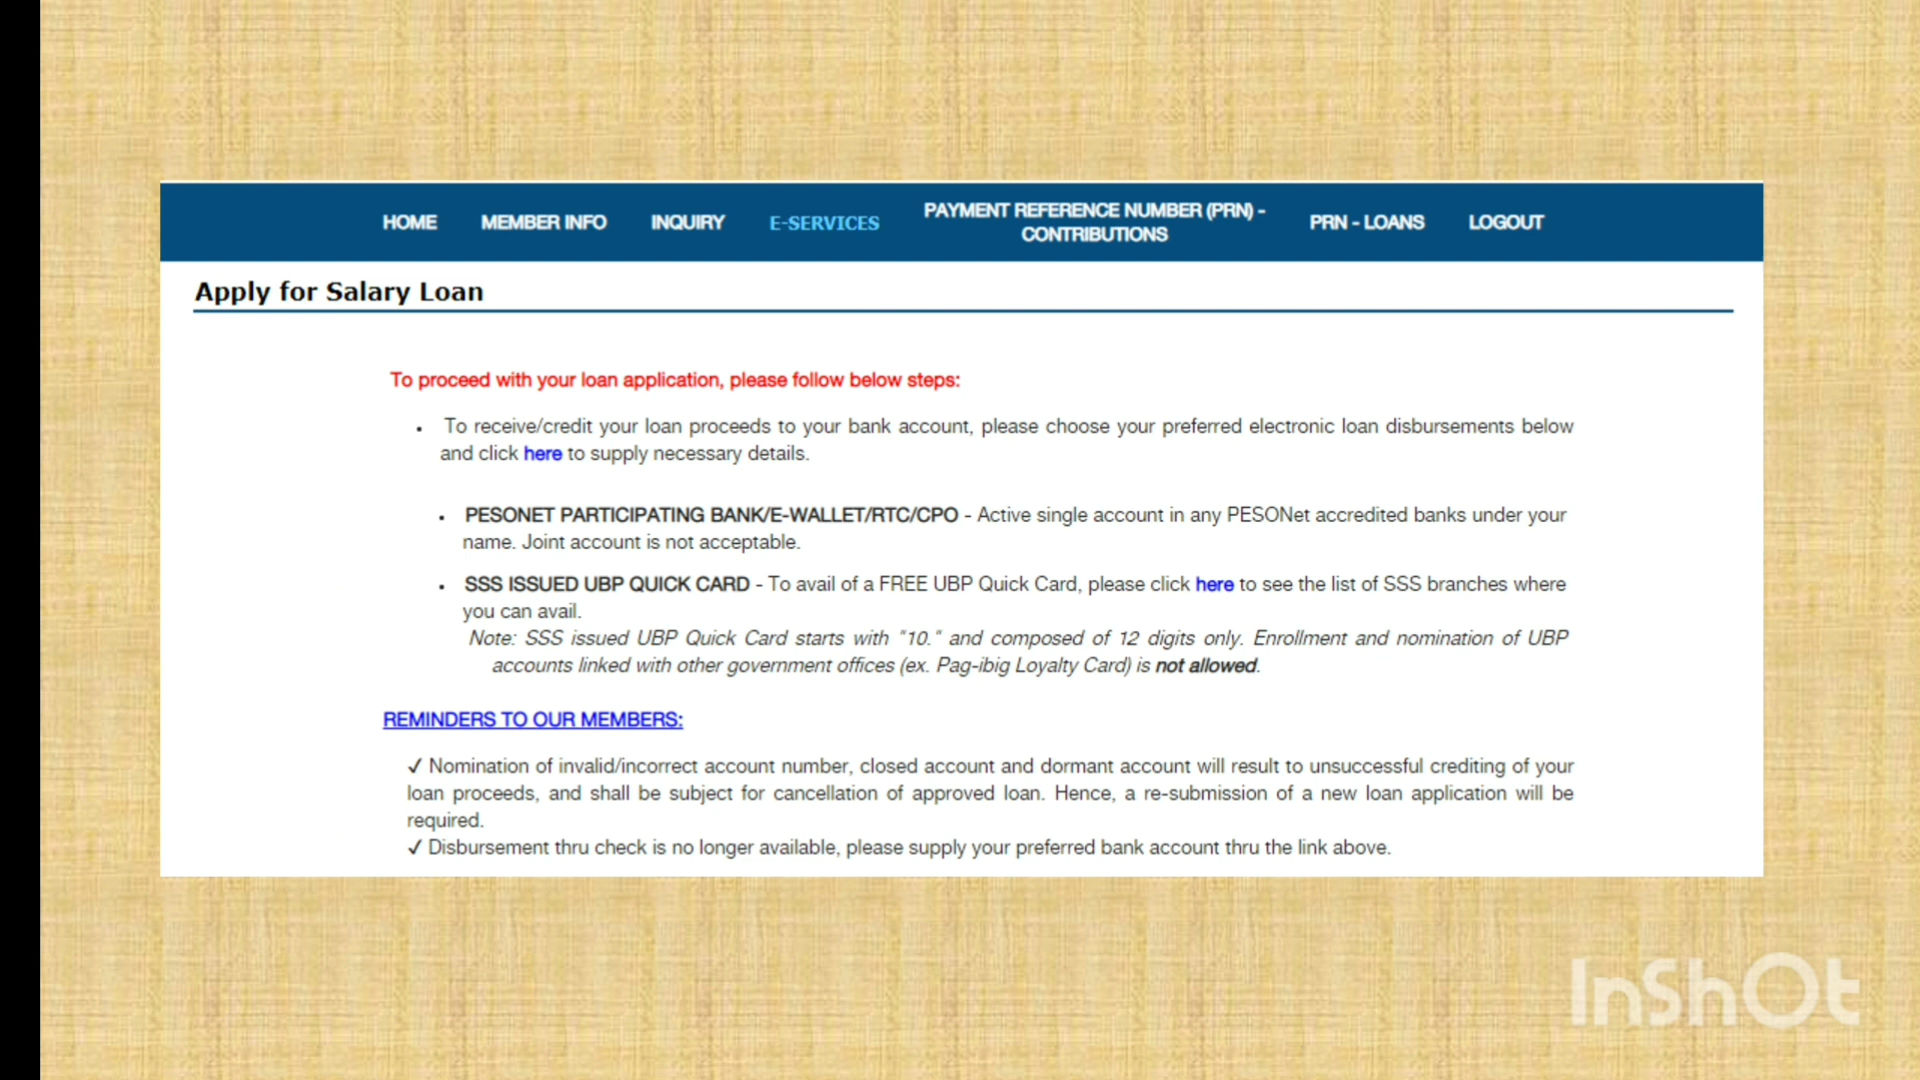 HOME MEMBER INFO INQUIRY E-SERVICES PAYMENT REFERENCE NUMBER (PRN) - CONTRIBUTIONS PRN - LOANS LOGOUT
Apply for Salary Loan
To proceed with your loan application, please follow below steps:
• To receive/credit your loan proceeds to your bank account, please choose your preferred electronic loan disbursements below
and click here to supply necessary details.
• PESONET PARTICIPATING BANK/E-WALLET/RTC/CPO - Active single account in any PESONet accredited banks under your
name. Joint account is not acceptable.
• SSS ISSUED UBP QUICK CARD - To avail of a FREE UBP Quick Card, please click here to see the list of SSS branches where
you can avail.
Note: SSS issued UBP Quick Card starts with "10." and composed of 12 digits only. Enrollment and nomination of UBP
accounts linked with other government offices (ex. Pag-ibig Loyalty Card) is not allowed.
REMINDERS TO OUR MEMBERS:
✓ Nomination of invalid/incorrect account number, closed account and dormant account will result to unsuccessful crediting of your
loan proceeds, and shall be subject for cancellation of approved loan. Hence, a re-submission of a new loan application will be
required.
✓ Disbursement thru check is no longer available, please supply your preferred bank account thru the link above.
InShOt